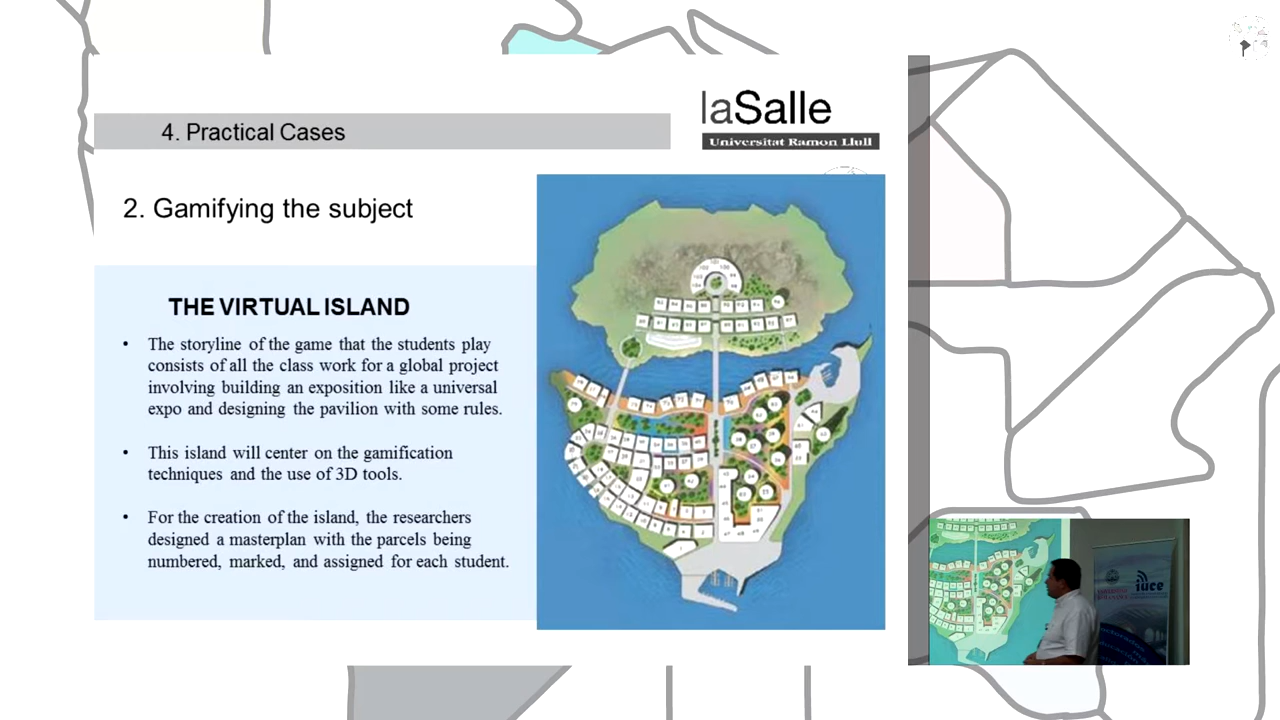 4. Practical Cases
laSalle
Universitat Ramon Llull
2. Gamifying the subject
THE VIRTUAL ISLAND
• The storyline of the game that the students play
consists of all the class work for a global project
involving building an exposition like a universal
expo and designing the pavilion with some rules.
• This island will center on the gamification
techniques and the use of 3D tools.
• For the creation of the island, the researchers
designed a masterplan with the parcels being
numbered, marked, and assigned for each student.
iuce